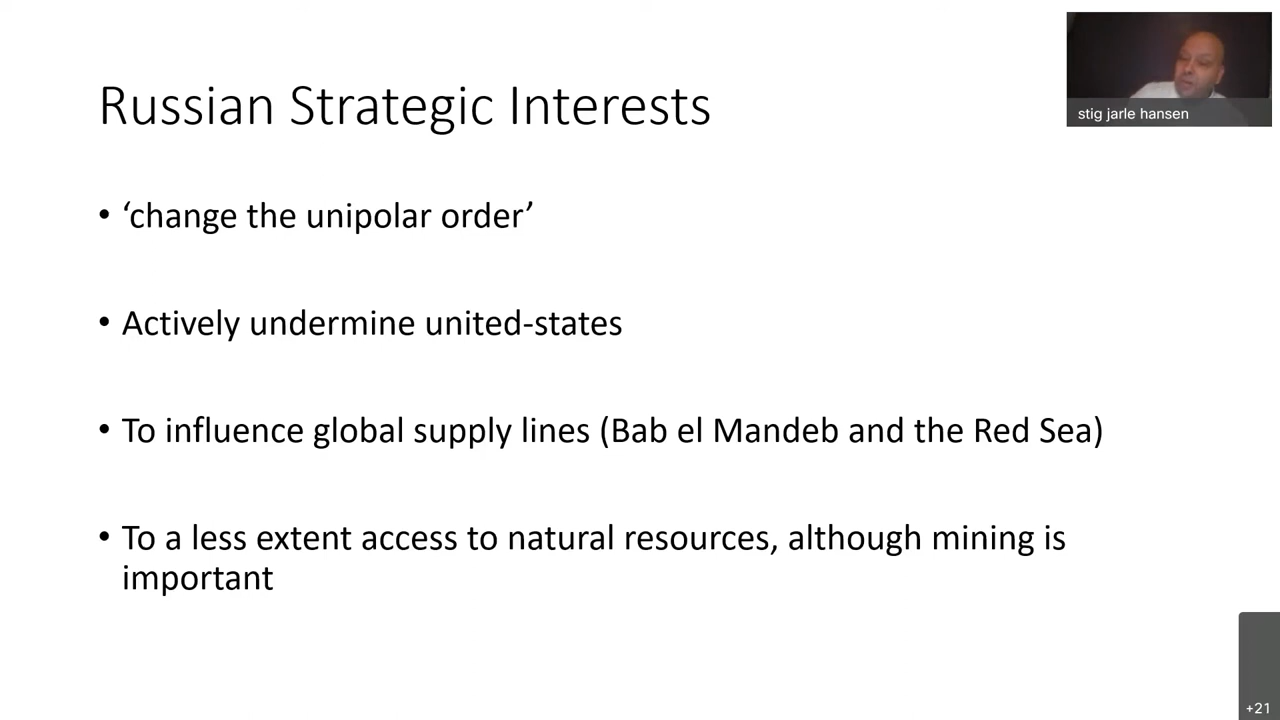 Russian Strategic Interests
stig jarle hansen
• ‘change the unipolar order’
• Actively undermine united-states
• To influence global supply lines (Bab el Mandeb and the Red Sea)
• To a less extent access to natural resources, although mining is
important
+21